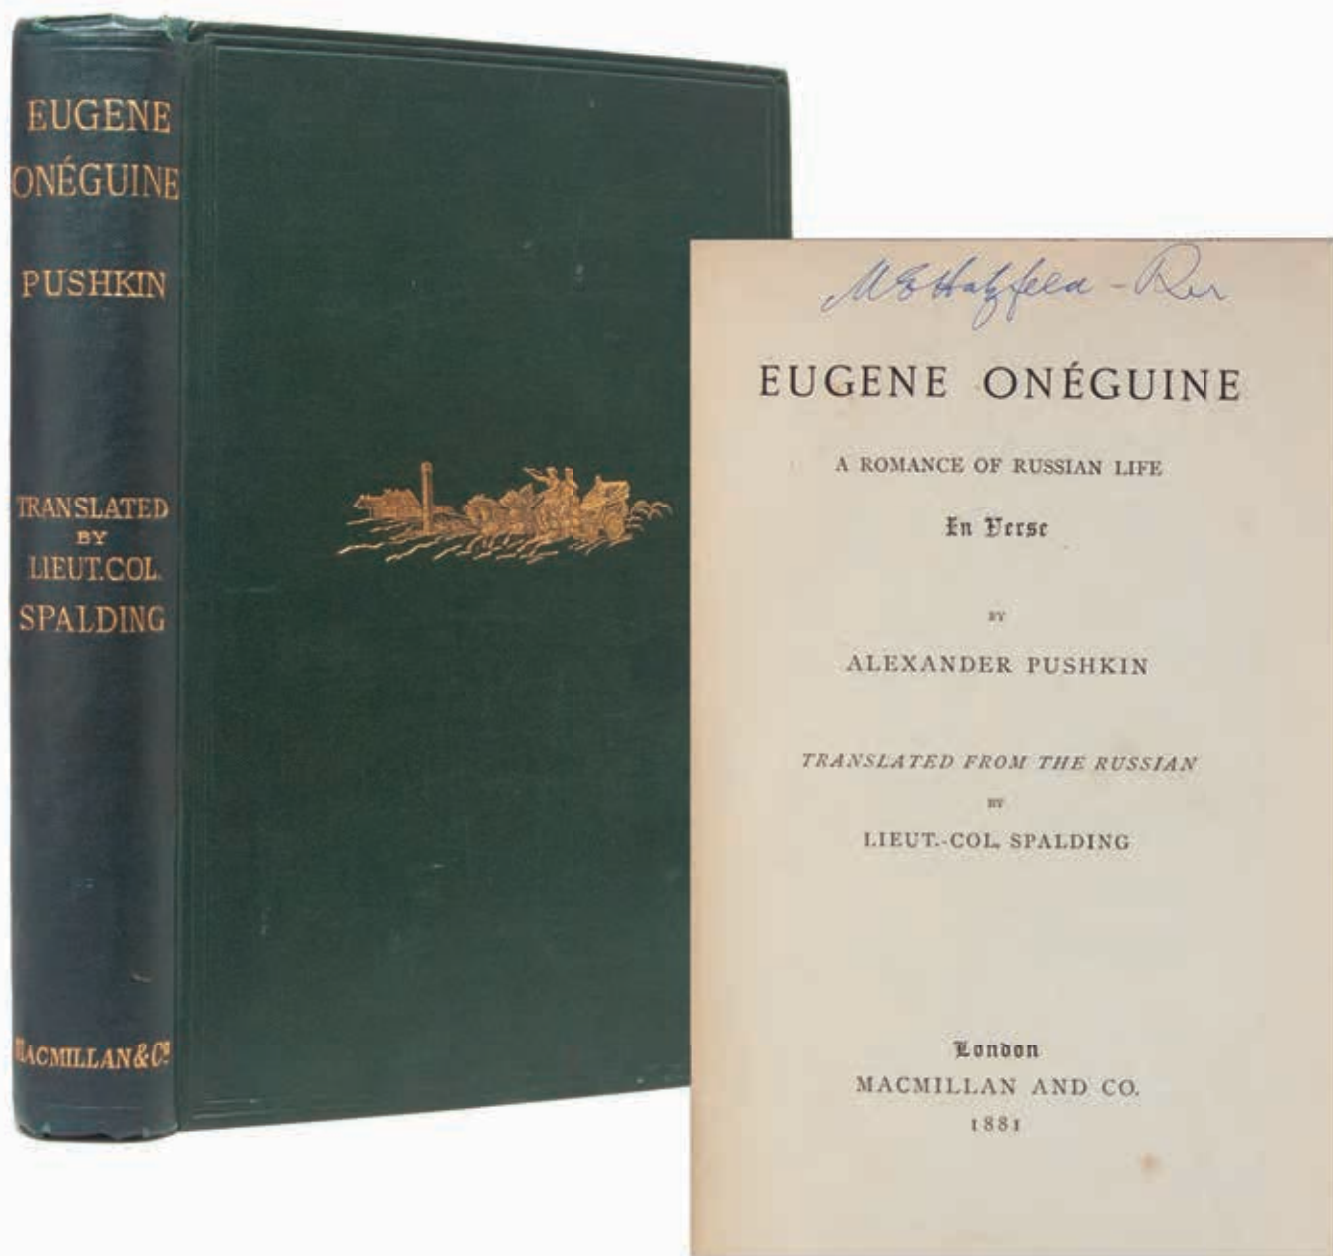 EUGENE
ONÉGUINE
PUSHKIN
TRANSLATED
BY
LIEUT. COL.
SPALDING
MACMILLAN & Co.
EUGENE ONÉGUINE
A ROMANCE OF RUSSIAN LIFE
In Verse
BY
ALEXANDER PUSHKIN
TRANSLATED FROM THE RUSSIAN
BY
LIEUT.-COL. SPALDING
London
MACMILLAN AND CO.
1881